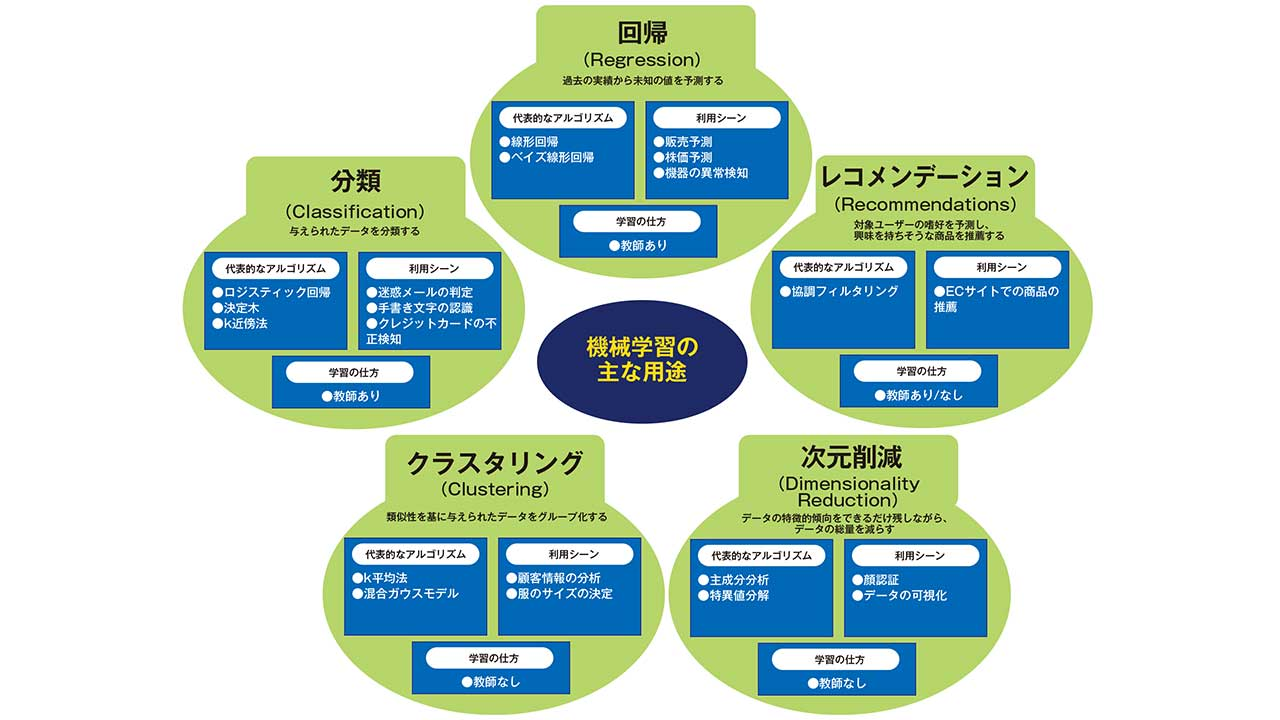 回帰
(Regression)
過去の実績から未知の値を予測する
代表的なアルゴリズム
●線形回帰
●ベイズ線形回帰
利用シーン
●販売予測
●株価予測
●機器の異常検知
学習の仕方
●教師あり
分類
(Classification)
与えられたデータを分類する
代表的なアルゴリズム
●ロジスティック回帰
●決定木
●k近傍法
利用シーン
●迷惑メールの判定
●手書き文字の認識
●クレジットカードの不
正検知
学習の仕方
●教師あり
レコメンデーション
(Recommendations)
対象ユーザーの嗜好を予測し、
興味を持ちそうな商品を推薦する
代表的なアルゴリズム
●協調フィルタリング
利用シーン
●ECサイトでの商品の
推薦
学習の仕方
●教師あり/なし
機械学習の
主な用途
クラスタリング
(Clustering)
類似性を基に与えられたデータをグループ化する
代表的なアルゴリズム
●k平均法
●混合ガウスモデル
利用シーン
●顧客情報の分析
●服のサイズの決定
学習の仕方
●教師なし
次元削減
(Dimensionality
Reduction)
データの特徴的傾向をできるだけ残しながら、
データの総量を減らす
代表的なアルゴリズム
●主成分分析
●特異値分解
利用シーン
●顔認証
●データの可視化
学習の仕方
●教師なし